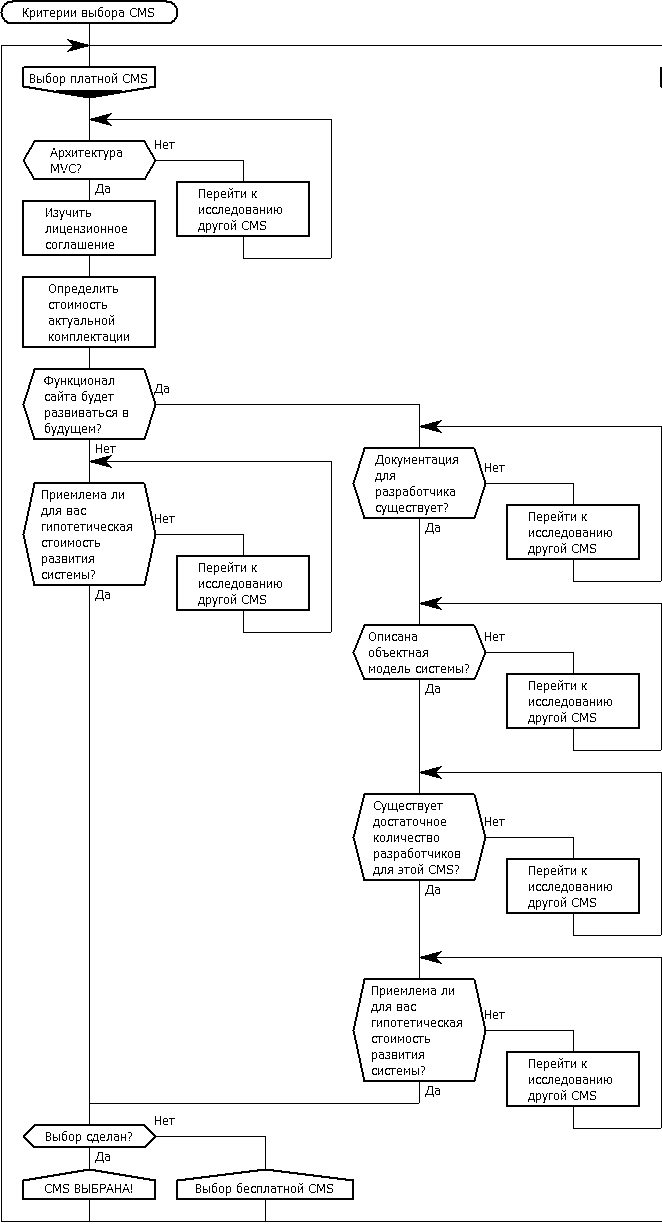 Критерии выбора CMS
Выбор платной CMS
Архитектура
MVC?
Нет
Да
Перейти к
исследованию
другой CMS
Изучить
лицензионное
соглашение
Определить
стоимость
актуальной
комплектации
Функционал
сайта будет
развиваться в
будущем?
Да
Нет
Приемлема ли
для вас
гипотетическая
стоимость
развития
системы?
Нет
Да
Перейти к
исследованию
другой CMS
Документация
для
разработчика
существует?
Нет
Да
Перейти к
исследованию
другой CMS
Описана
объектная
модель системы?
Нет
Да
Перейти к
исследованию
другой CMS
Существует
достаточное
количество
разработчиков
для этой CMS?
Нет
Да
Перейти к
исследованию
другой CMS
Приемлема ли
для вас
гипотетическая
стоимость
развития
системы?
Нет
Да
Перейти к
исследованию
другой CMS
Выбор сделан?
Нет
Да
CMS ВЫБРАНА!
Выбор бесплатной CMS